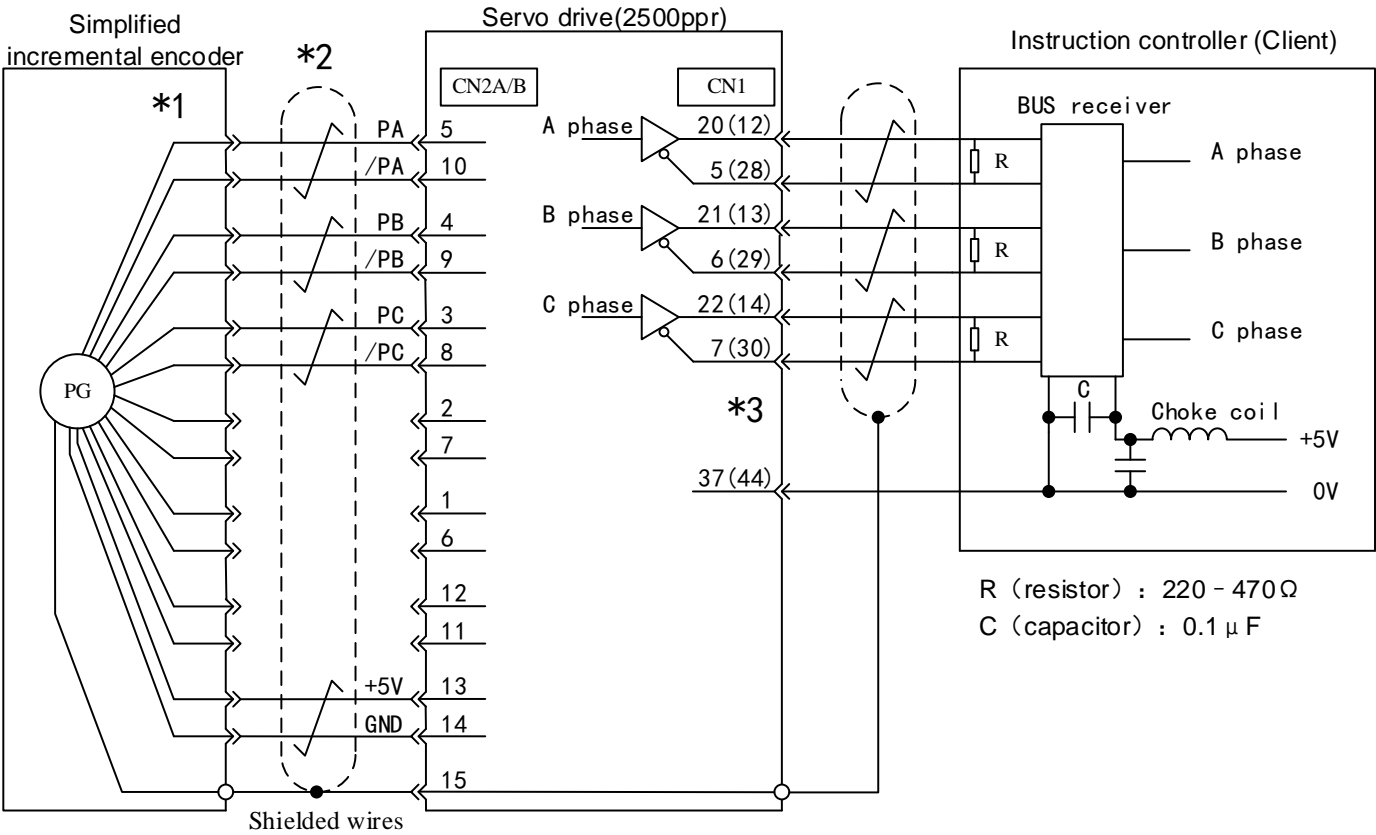 Simplified
incremental encoder
*1
*2
Servo drive(2500ppr)
Instruction controller (Client)
CN2A/B
CN1
BUS receiver
PA
5
/PA
10
PB
4
/PB
9
PC
3
/PC
8
2
7
1
6
12
11
+5V
13
GND
14
15
PG
Shielded wires
A phase
20(12)
5(28)
B phase
21(13)
6(29)
C phase
22(14)
7(30)
*3
37(44)
R
R
R
A phase
B phase
C phase
C
Choke coil
+5V
0V
R（resistor）：220－470Ω
C（capacitor）：0.1μF